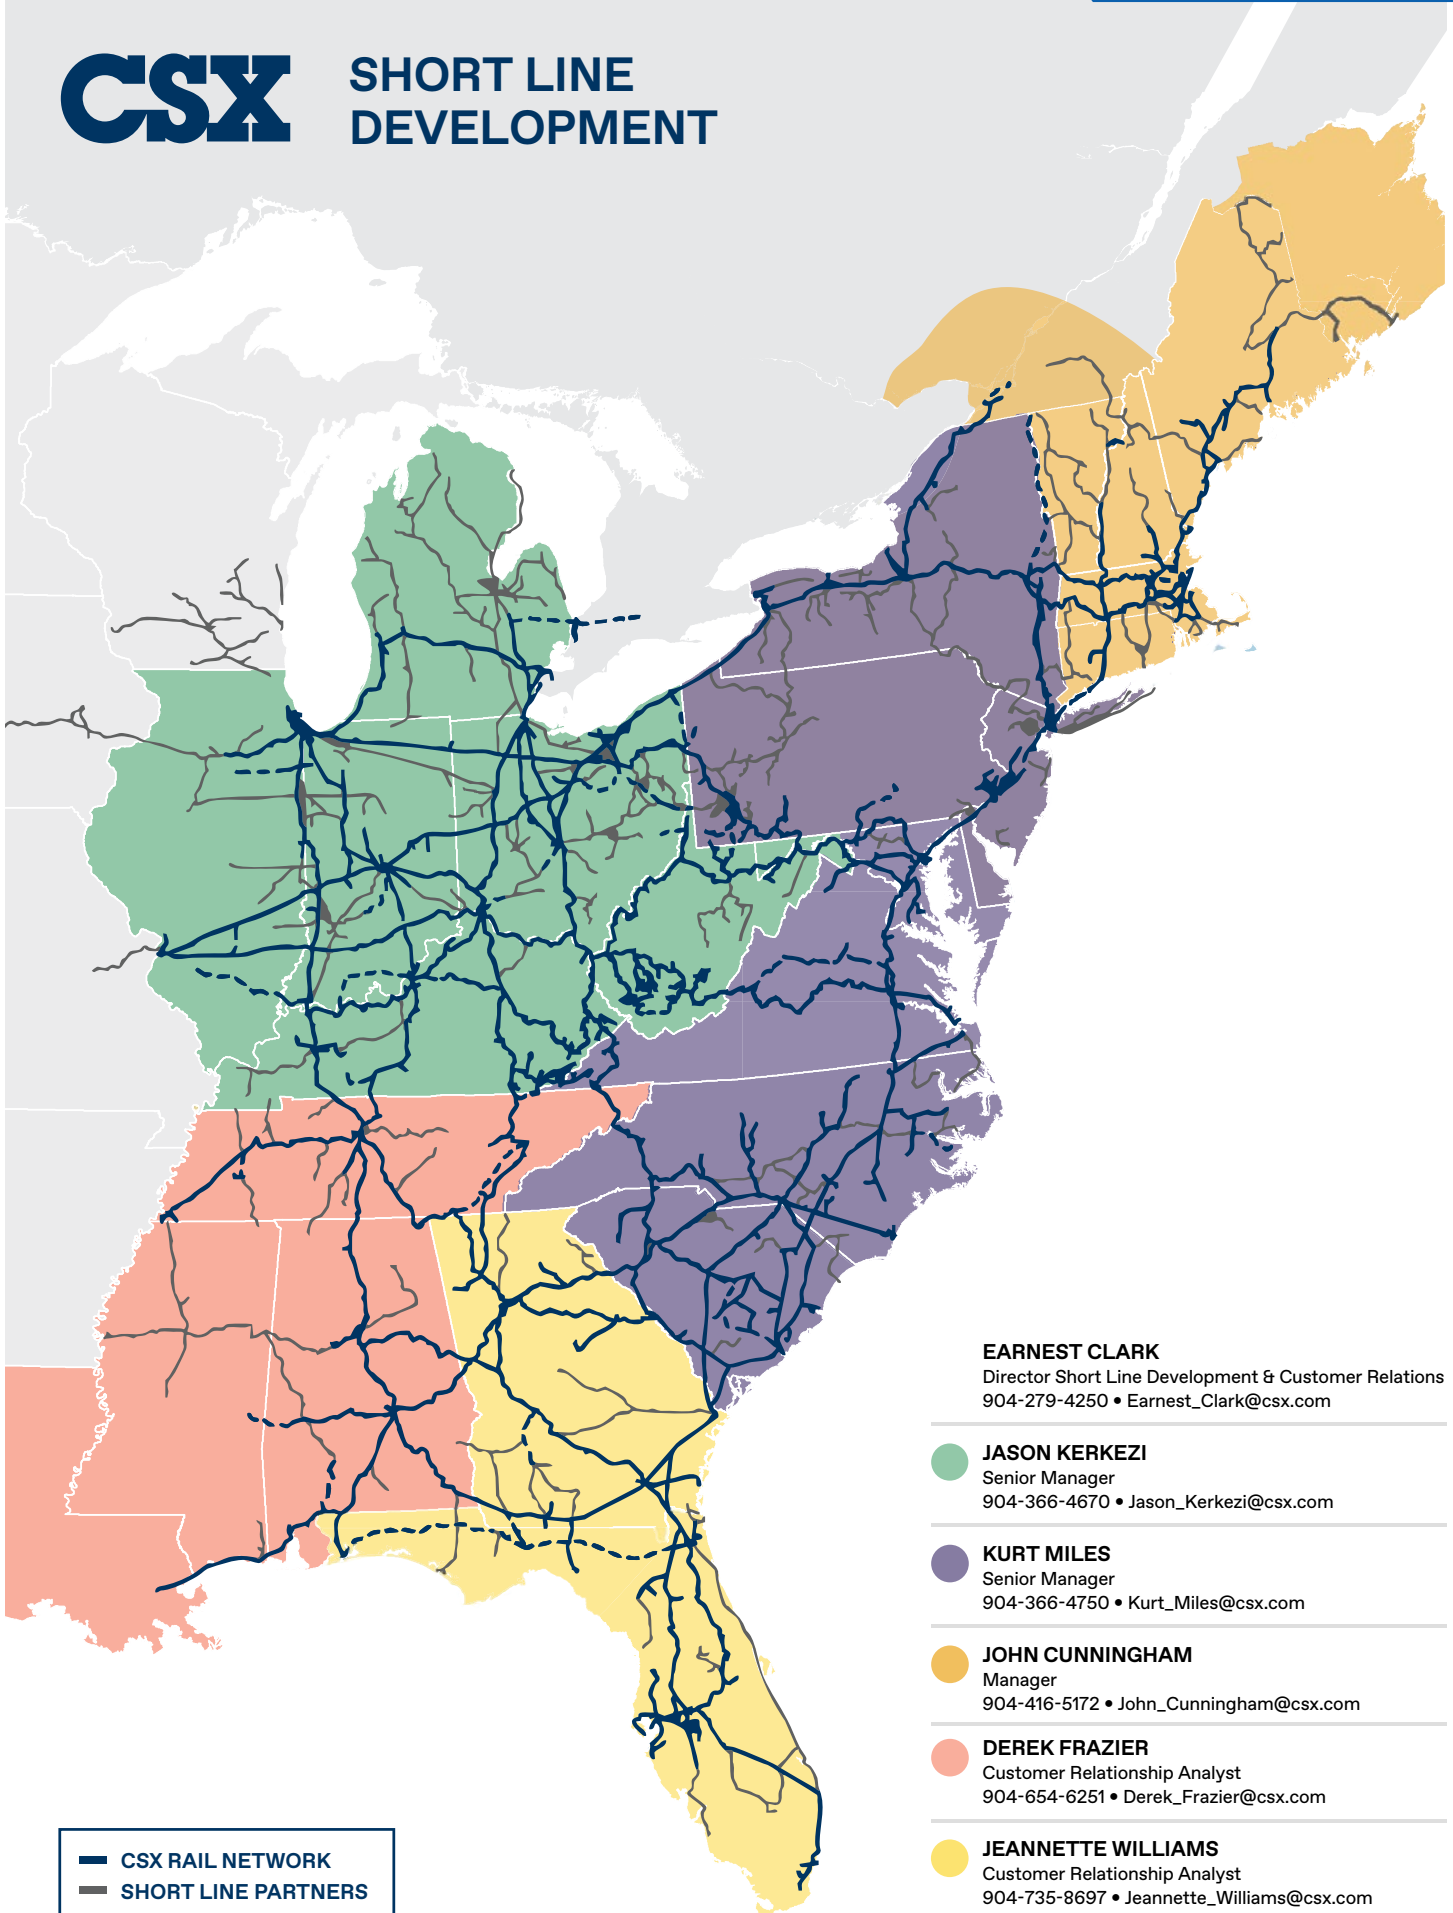 CSX
SHORT LINE
DEVELOPMENT
EARNEST CLARK
Director Short Line Development & Customer Relations
904-279-4250 • Earnest_Clark@csx.com
JASON KERKEZI
Senior Manager
904-366-4670 • Jason_Kerkezi@csx.com
KURT MILES
Senior Manager
904-366-4750 • Kurt_Miles@csx.com
JOHN CUNNINGHAM
Manager
904-416-5172 • John_Cunningham@csx.com
DEREK FRAZIER
Customer Relationship Analyst
904-654-6251 • Derek_Frazier@csx.com
JEANNETTE WILLIAMS
Customer Relationship Analyst
904-735-8697 • Jeannette_Williams@csx.com
CSX RAIL NETWORK
SHORT LINE PARTNERS